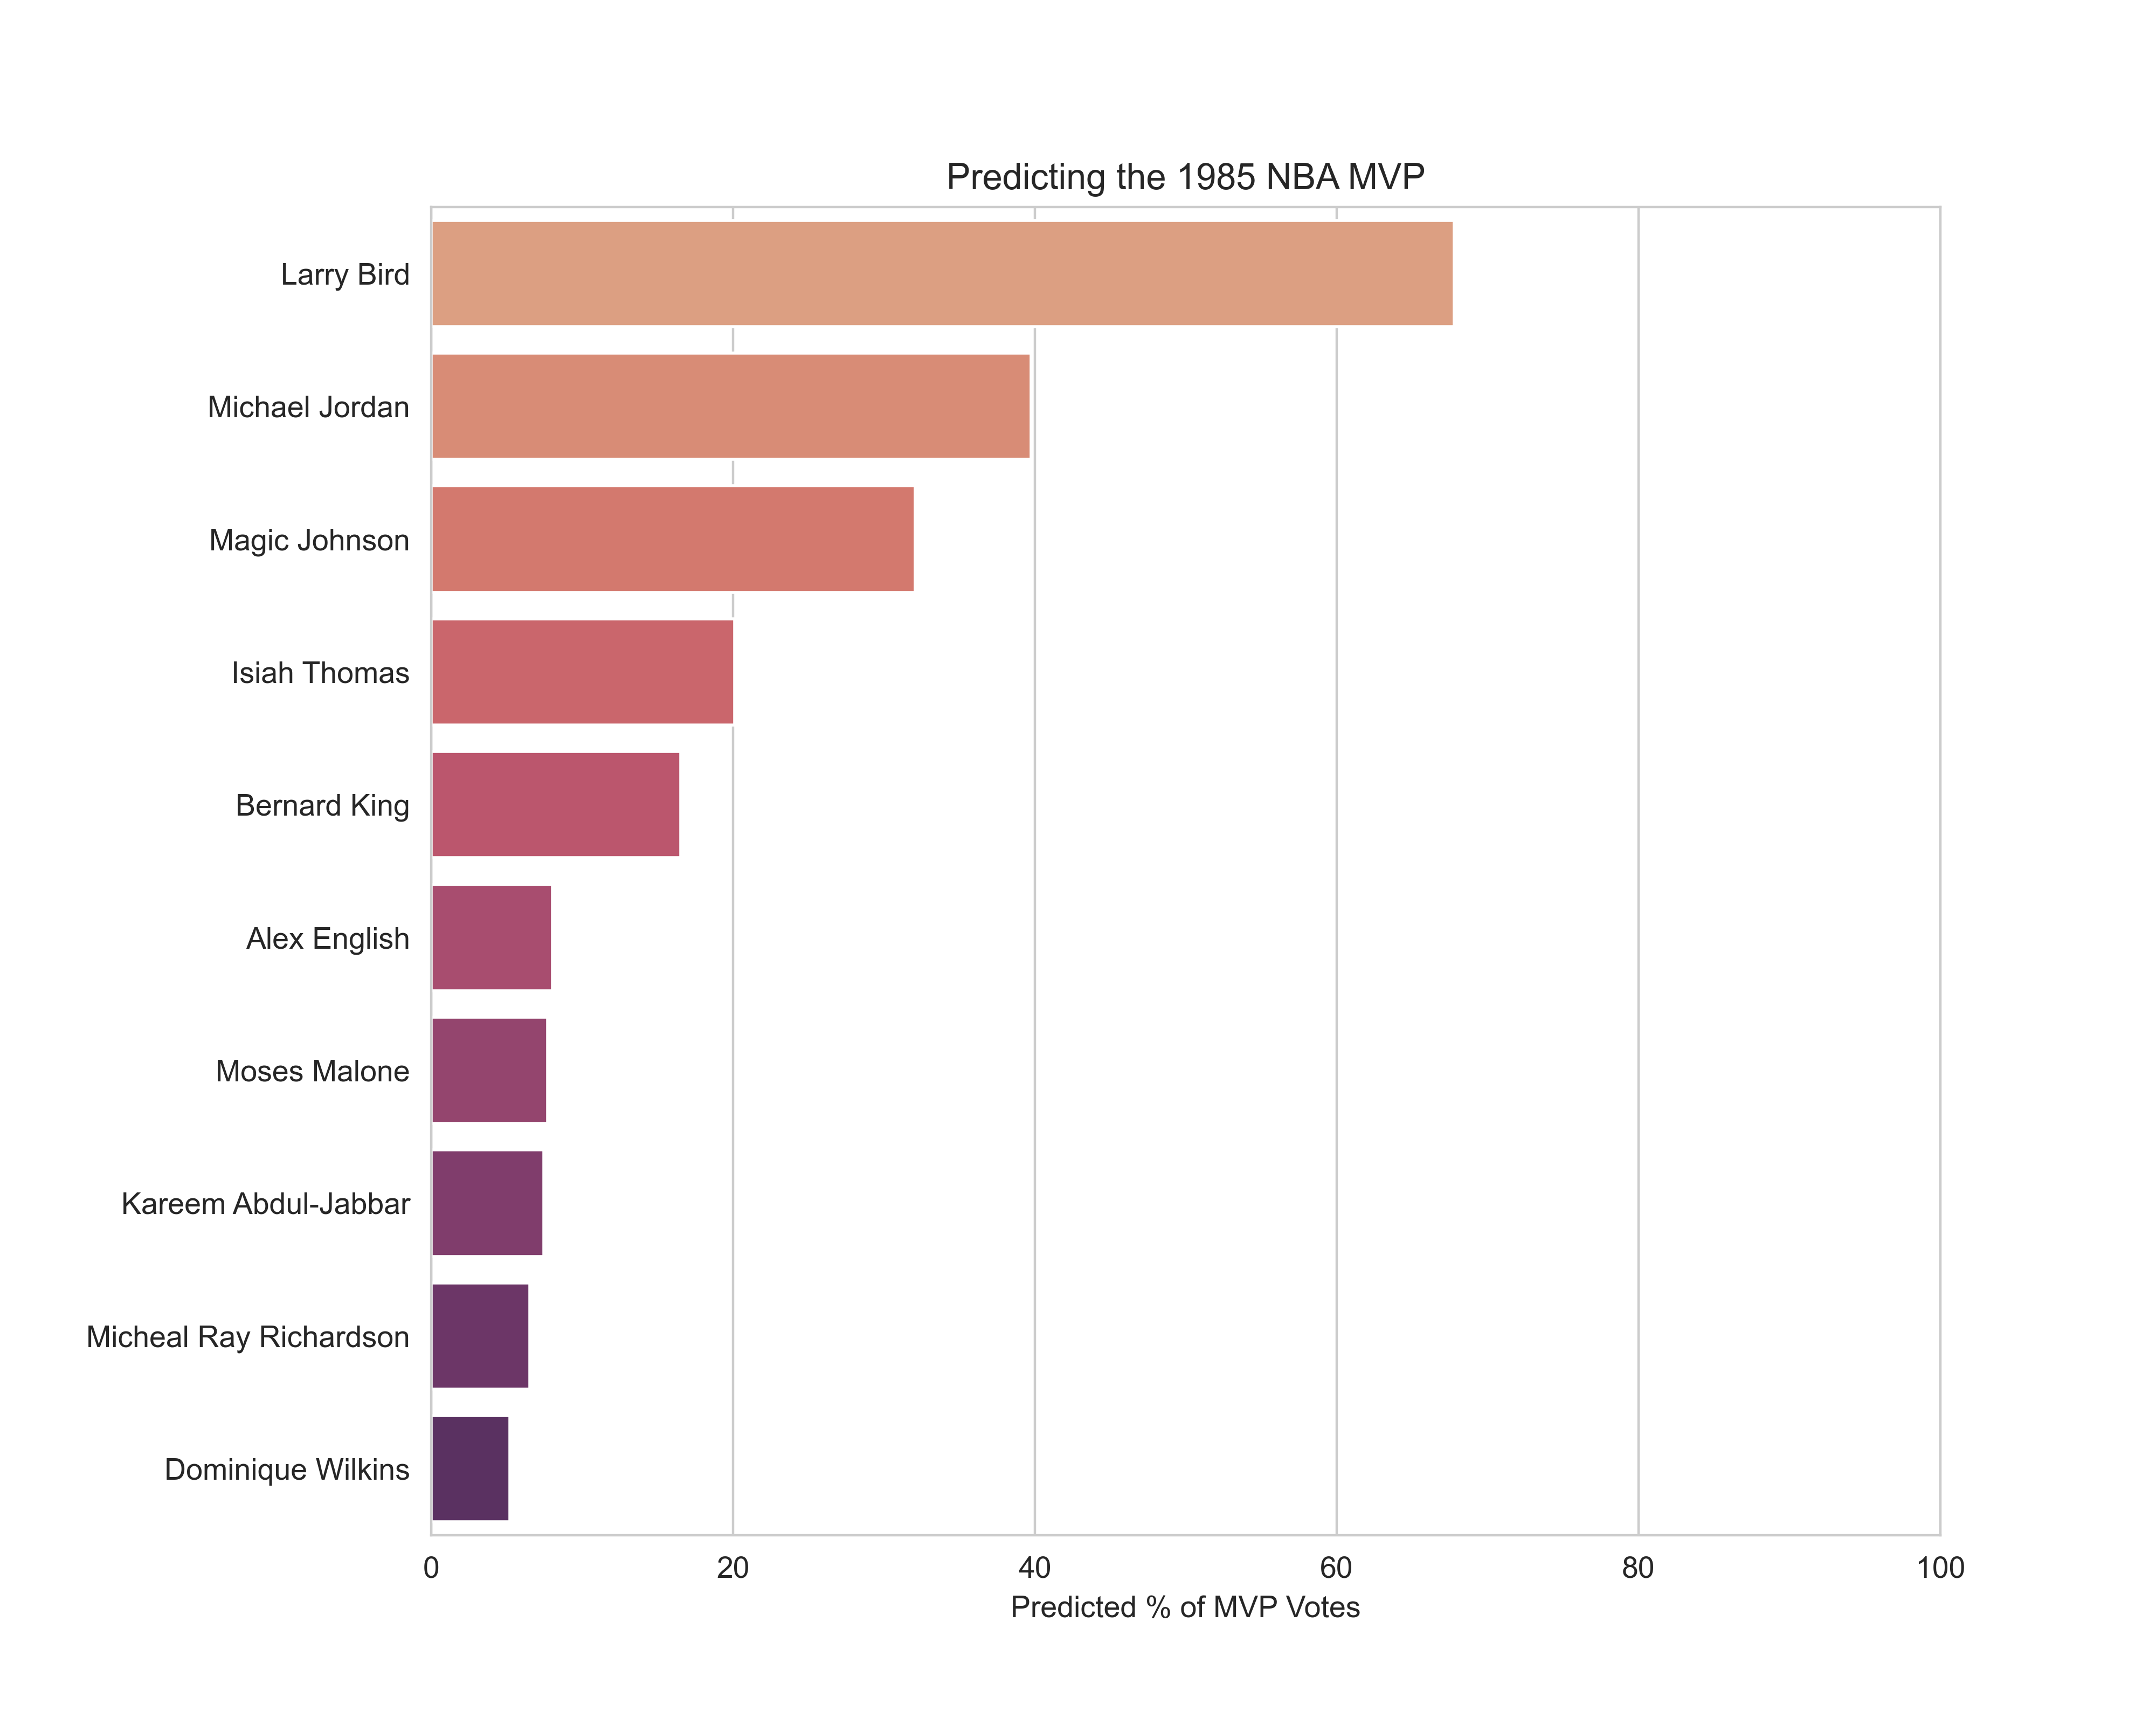 Predicting the 1985 NBA MVP
Larry Bird
Michael Jordan
Magic Johnson
Isiah Thomas
Bernard King
Alex English
Moses Malone
Kareem Abdul-Jabbar
Micheal Ray Richardson
Dominique Wilkins
0 20 40 60 80 100
Predicted % of MVP Votes